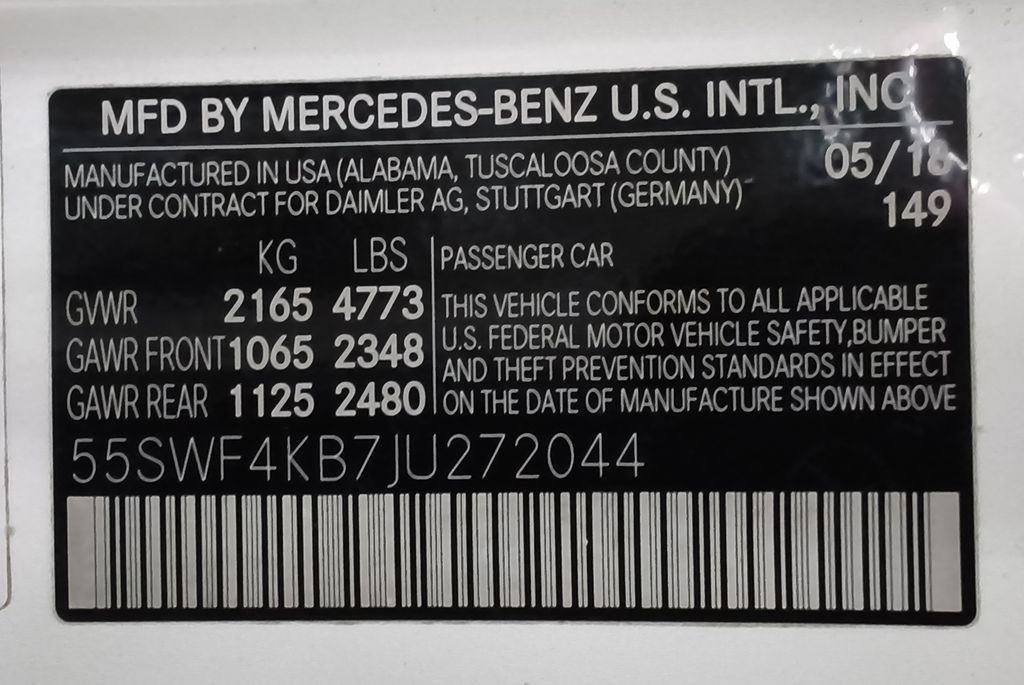 MFD BY MERCEDES-BENZ U.S. INTL., INC
MANUFACTURED IN USA (ALABAMA, TUSCALOOSA COUNTY) 05/18
UNDER CONTRACT FOR DAIMLER AG, STUTTGART (GERMANY) 149
KG LBS PASSENGER CAR
GVWR 2165 4773 THIS VEHICLE CONFORMS TO ALL APPLICABLE
GAWR FRONT 1065 2348 U.S. FEDERAL MOTOR VEHICLE SAFETY,BUMPER
AND THEFT PREVENTION STANDARDS IN EFFECT
GAWR REAR 1125 2480 ON THE DATE OF MANUFACTURE SHOWN ABOVE
55SWF4KB7JU272044